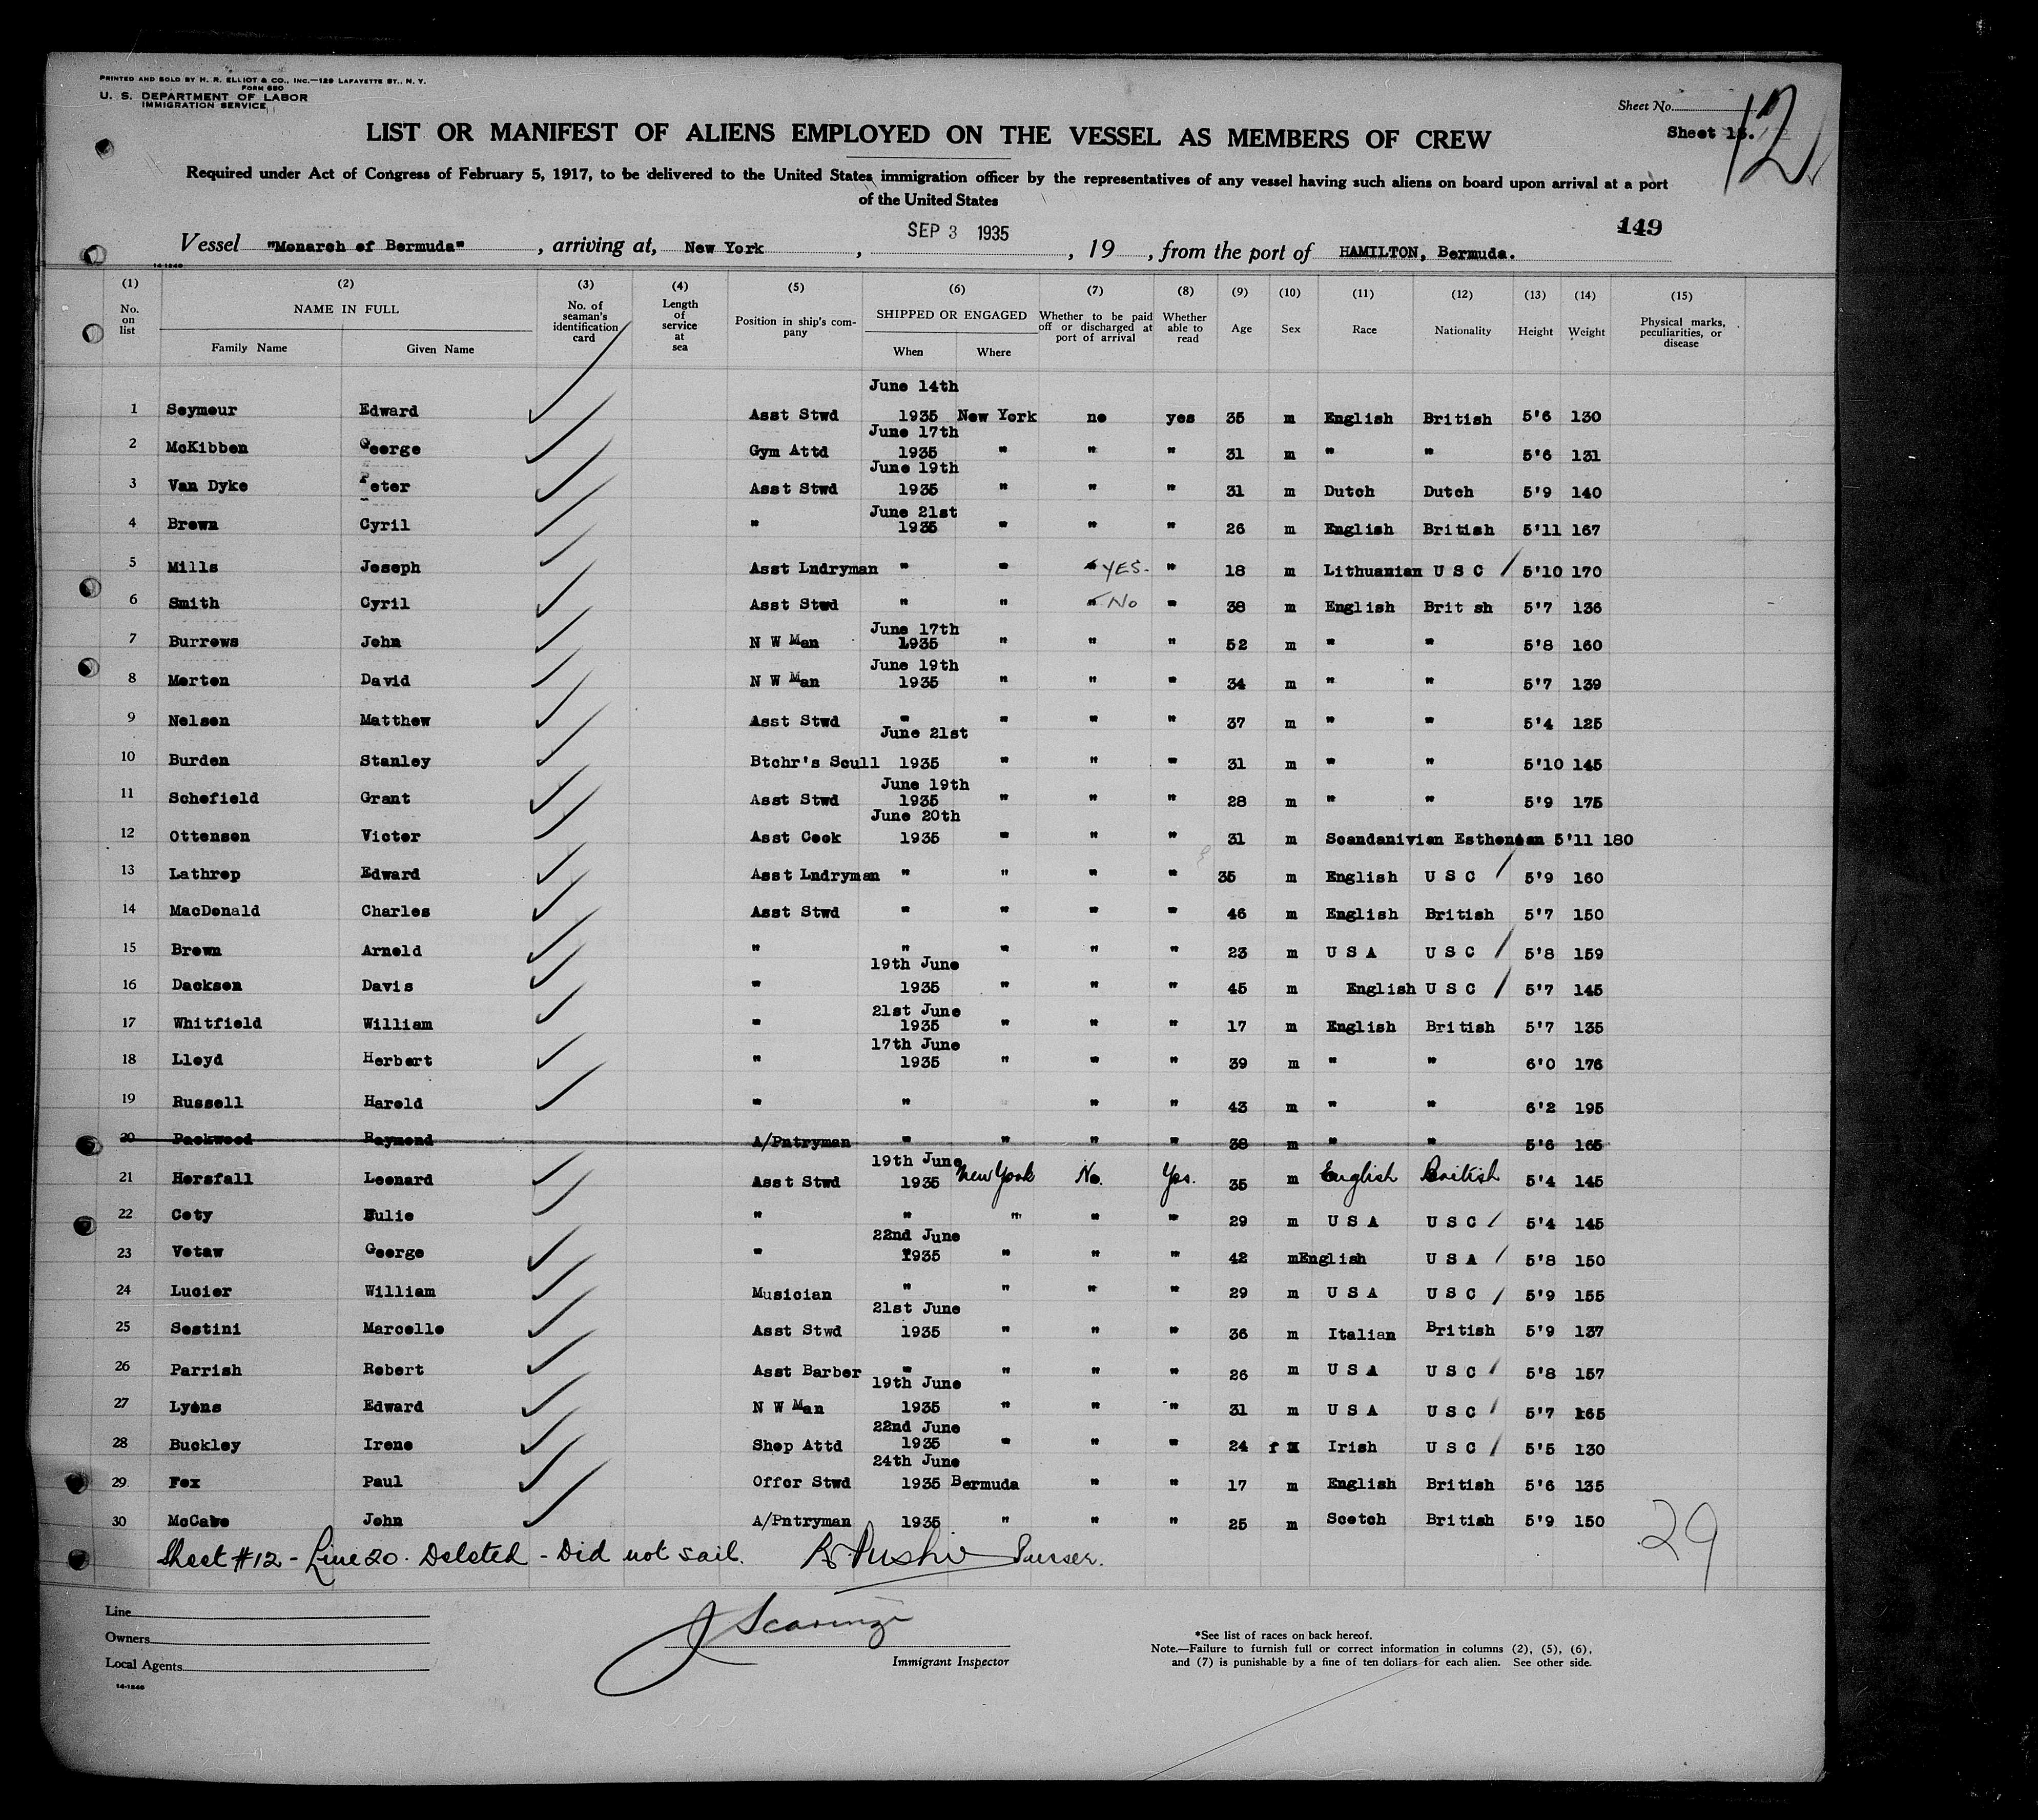 PRINTED AND SOLD BY H. R. ELLIOT & CO., INC.—129 LAFAYETTE ST., N. Y.
FORM 680
U. S. DEPARTMENT OF LABOR
IMMIGRATION SERVICE
Sheet No.
Sheet 13.
12
LIST OR MANIFEST OF ALIENS EMPLOYED ON THE VESSEL AS MEMBERS OF CREW
Required under Act of Congress of February 5, 1917, to be delivered to the United States immigration officer by the representatives of any vessel having such aliens on board upon arrival at a port
of the United States
149
Vessel "Monarch of Bermuda", arriving at, New York, SEP 3 1935, 19, from the port of HAMILTON, Bermuda.
14-1240
(1) (2) (3) (4) (5) (6) (7) (8) (9) (10) (11) (12) (13) (14) (15)
No. on list NAME IN FULL Family Name Given Name No. of seaman's identification card Length of service at sea Position in ship's company SHIPPED OR ENGAGED When Where Whether to be paid off or discharged at port of arrival Whether able to read Age Sex Race Nationality Height Weight Physical marks, peculiarities, or disease
June 14th
1 Seymour Edward Asst Stwd 1935 New York no yes 35 m English British 5'6 130
June 17th
2 McKibben George Gym Attd 1935 " " " 31 m " " 5'6 131
June 19th
3 Van Dyke Peter Asst Stwd 1935 " " " 31 m Dutch Dutch 5'9 140
June 21st
4 Brown Cyril " 1935 " " " 26 m English British 5'11 167
5 Mills Joseph Asst Lndryman " " " YES. " 18 m Lithuanian U S C / 5'10 170
6 Smith Cyril Asst Stwd " " " No " 38 m English Brit sh 5'7 136
June 17th
7 Burrows John N W Man 1935 " " " 52 m " " 5'8 160
June 19th
8 Morton David N W Man 1935 " " " 34 m " " 5'7 139
9 Nelson Matthew Asst Stwd " " " " 37 m " " 5'4 125
June 21st
10 Burden Stanley Btchr's Scull 1935 " " " 31 m " " 5'10 145
June 19th
11 Schofield Grant Asst Stwd 1935 " " " 28 m " " 5'9 175
June 20th
12 Ottenson Victor Asst Cook 1935 " " " 31 m Scandanivian Esthonian 5'11 180
13 Lathrop Edward Asst Lndryman " " " " 35 m English U S C / 5'9 160
14 MacDonald Charles Asst Stwd " " " " 46 m English British 5'7 150
15 Brown Arnold " " " " " 23 m U S A U S C / 5'8 159
19th June
16 Dackson Davis " 1935 " " " 45 m English U S C / 5'7 145
21st June
17 Whitfield William " 1935 " " " 17 m English British 5'7 135
17th June
18 Lloyd Herbert " 1935 " " " 39 m " " 6'0 176
19 Russell Harold " " " " 43 m " " 6'2 195
20 Packwood Raymond A/Pntryman " " " " 38 m " " 5'6 165
19th June
21 Horsfall Leonard Asst Stwd 1935 New York No. Yes. 35 m English British 5'4 145
22 Coty Eulie " " " " " 29 m U S A U S C / 5'4 145
22nd June
23 Votaw George " 1935 " " " 42 mEnglish U S A / 5'8 150
24 Lucier William Musician " " " " 29 m U S A U S C / 5'9 155
21st June
25 Sestini Marcello Asst Stwd 1935 " " " 36 m Italian British 5'9 137
26 Parrish Robert Asst Barber " " " " 26 m U S A U S C / 5'8 157
19th June
27 Lyons Edward N W Man 1935 " " " 31 m U S A U S C / 5'7 165
22nd June
28 Buckley Irene Shop Attd 1935 " " " 24 f Irish U S C / 5'5 130
24th June
29 Fox Paul Offcr Stwd 1935 Bermuda " " 17 m English British 5'6 135
30 McCabe John A/Pntryman 1935 " " " 25 m Scotch British 5'9 150
29
Sheet #12 - Line 20. Deleted - Did not sail. Purser.
Line
Owners
Local Agents
14-1240
Immigrant Inspector
*See list of races on back hereof.
Note.—Failure to furnish full or correct information in columns (2), (5), (6),
and (7) is punishable by a fine of ten dollars for each alien. See other side.